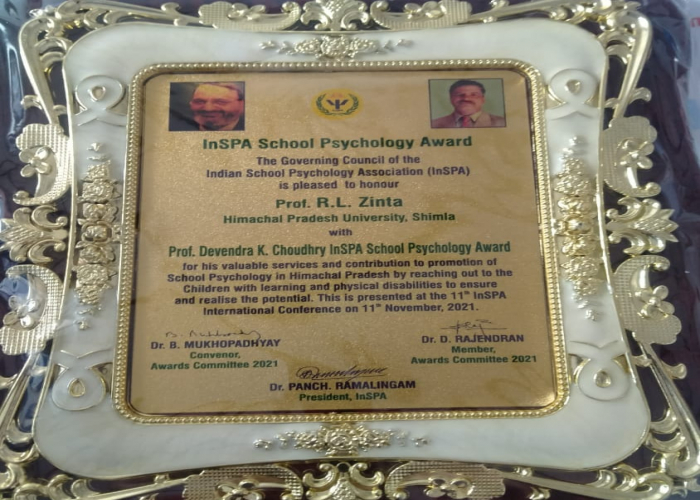 InSPA School Psychology Award
The Governing Council of the
Indian School Psychology Association (InSPA)
is pleased to honour
Prof. R.L. Zinta
Himachal Pradesh University, Shimla
with
Prof. Devendra K. Choudhry InSPA School Psychology Award
for his valuable services and contribution to promotion of
School Psychology in Himachal Pradesh by reaching out to the
Children with learning and physical disabilities to ensure
and realise the potential. This is presented at the 11th InSPA
International Conference on 11th November, 2021.
Dr. B. MUKHOPADHYAY
Convenor,
Awards Committee 2021
Dr. D. RAJENDRAN
Member,
Awards Committee 2021
Dr. PANCH. RAMALINGAM
President, InSPA